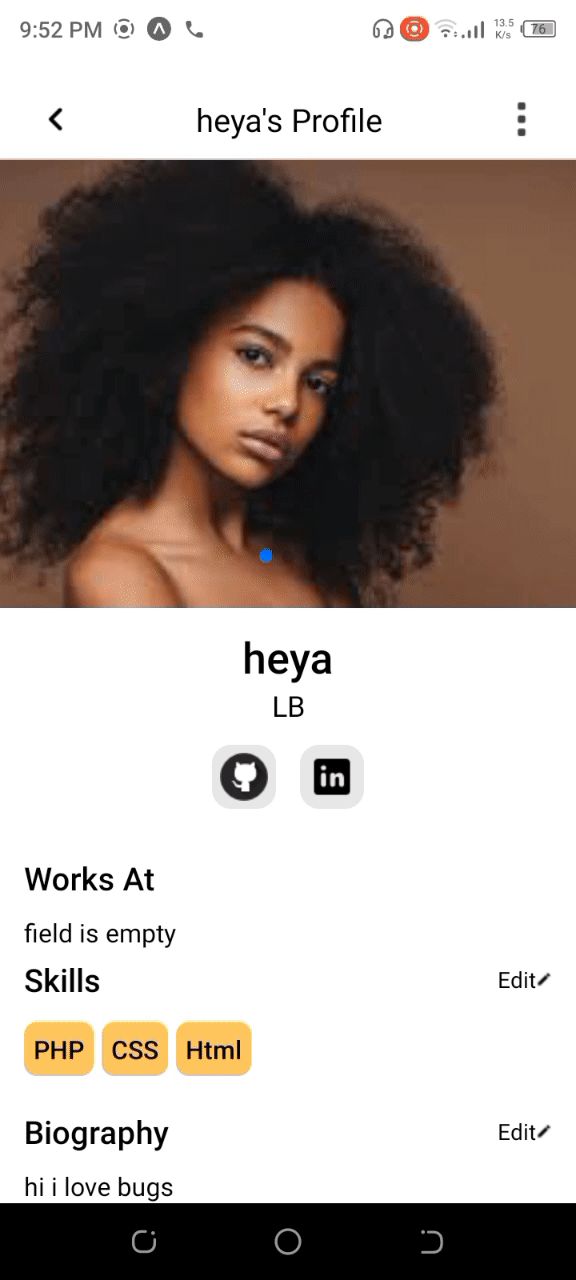 9:52 PM 13.5 K/s 76
heya's Profile
heya
LB
in
Works At
field is empty
Skills Edit
PHP CSS Html
Biography Edit
hi i love bugs